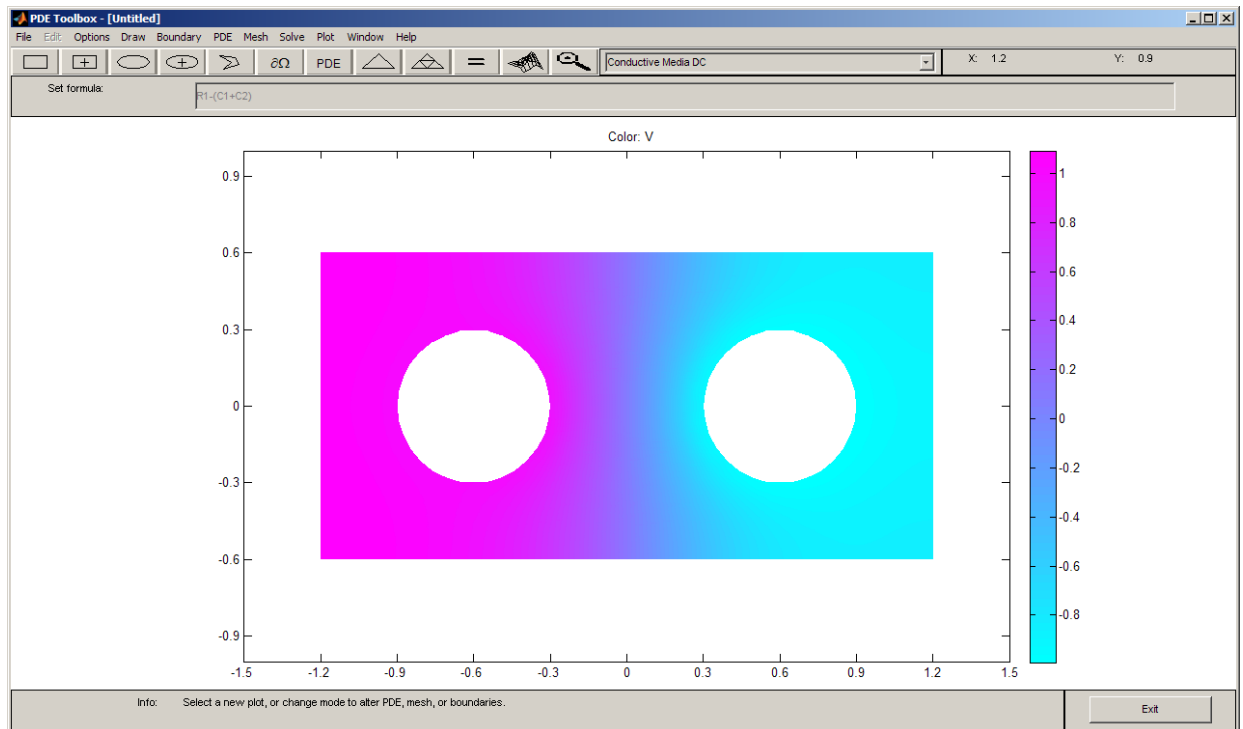 PDE Toolbox - [Untitled]
File Edit Options Draw Boundary PDE Mesh Solve Plot Window Help
∂Ω PDE = Conductive Media DC X: 1.2 Y: 0.9
Set formula: R1-(C1+C2)
Color: V
0.9
0.6
0.3
0
-0.3
-0.6
-0.9
-1.5 -1.2 -0.9 -0.6 -0.3 0 0.3 0.6 0.9 1.2 1.5
1
0.8
0.6
0.4
0.2
0
-0.2
-0.4
-0.6
-0.8
Info: Select a new plot, or change mode to alter PDE, mesh, or boundaries.
Exit